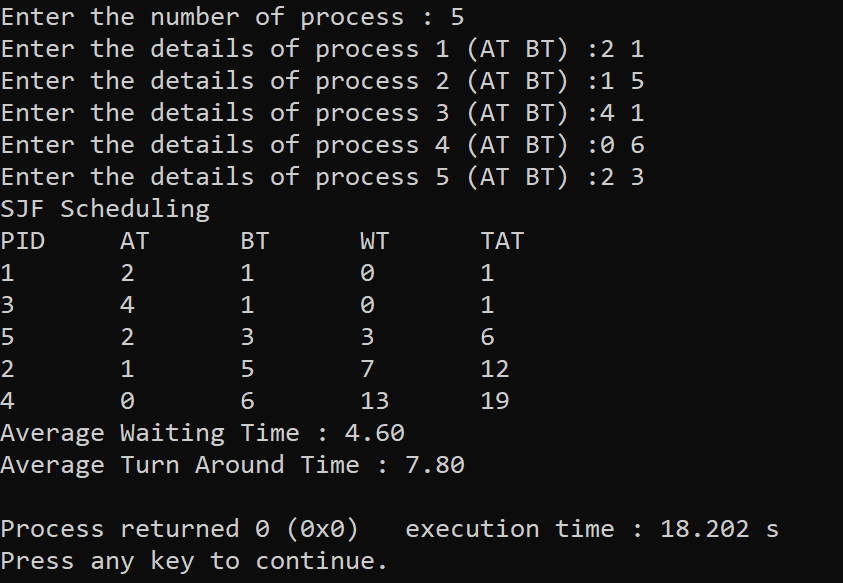 Enter the number of process : 5
Enter the details of process 1 (AT BT) :2 1
Enter the details of process 2 (AT BT) :1 5
Enter the details of process 3 (AT BT) :4 1
Enter the details of process 4 (AT BT) :0 6
Enter the details of process 5 (AT BT) :2 3
SJF Scheduling
PID     AT      BT      WT      TAT
1       2       1       0       1
3       4       1       0       1
5       2       3       3       6
2       1       5       7       12
4       0       6       13      19
Average Waiting Time : 4.60
Average Turn Around Time : 7.80
Process returned 0 (0x0)   execution time : 18.202 s
Press any key to continue.